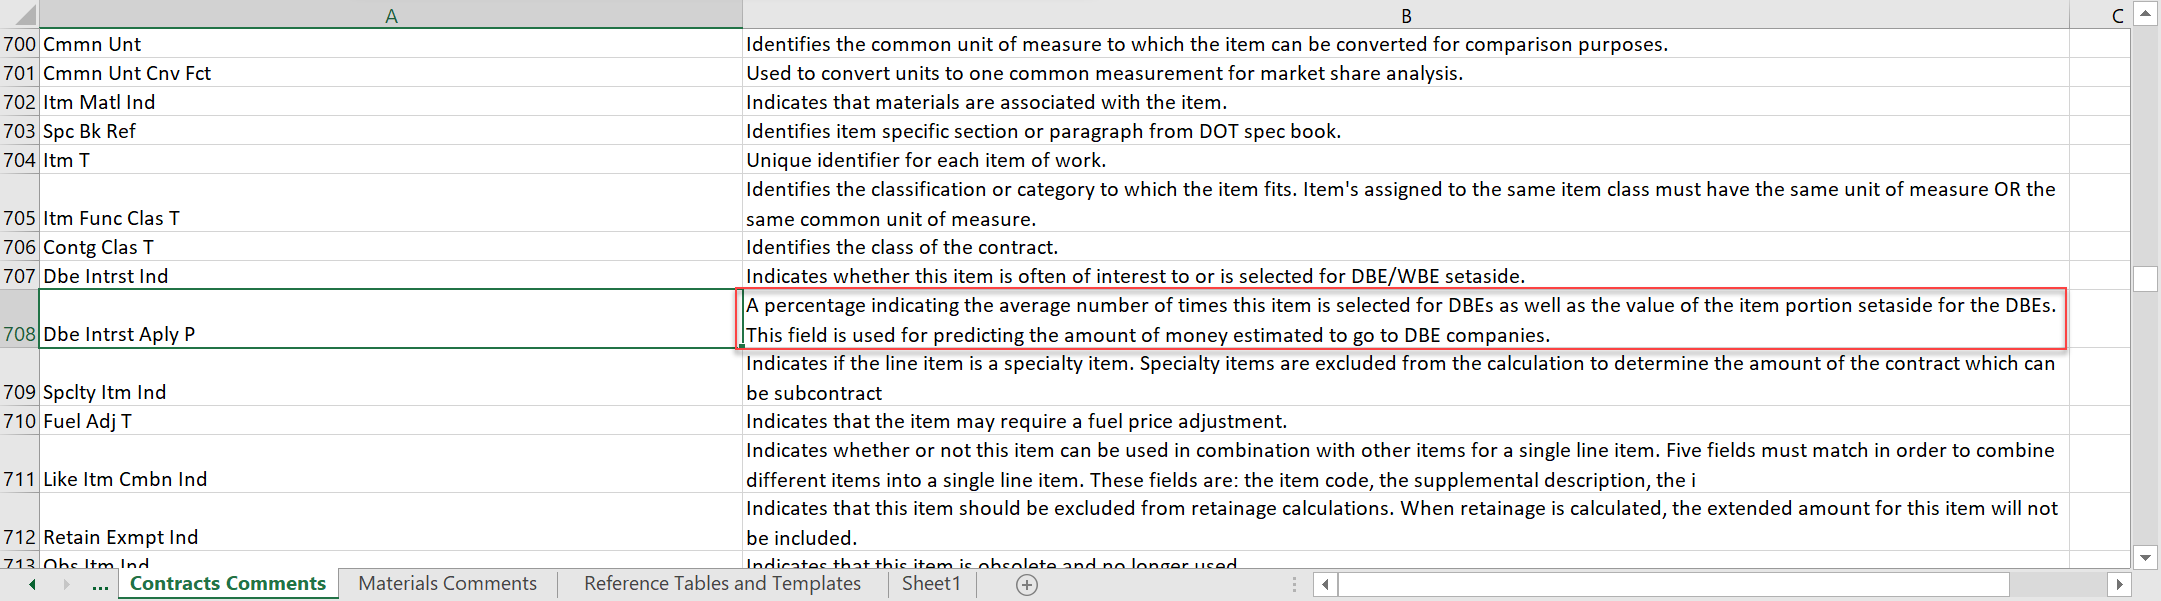 A B C
700 Cmmn Unt Identifies the common unit of measure to which the item can be converted for comparison purposes.
701 Cmmn Unt Cnv Fct Used to convert units to one common measurement for market share analysis.
702 Itm Matl Ind Indicates that materials are associated with the item.
703 Spc Bk Ref Identifies item specific section or paragraph from DOT spec book.
704 Itm T Unique identifier for each item of work.
Identifies the classification or category to which the item fits. Item's assigned to the same item class must have the same unit of measure OR the
705 Itm Func Clas T same common unit of measure.
706 Contg Clas T Identifies the class of the contract.
707 Dbe Intrst Ind Indicates whether this item is often of interest to or is selected for DBE/WBE setaside.
A percentage indicating the average number of times this item is selected for DBEs as well as the value of the item portion setaside for the DBEs.
708 Dbe Intrst Aply P This field is used for predicting the amount of money estimated to go to DBE companies.
Indicates if the line item is a specialty item. Specialty items are excluded from the calculation to determine the amount of the contract which can
709 Spclty Itm Ind be subcontract
710 Fuel Adj T Indicates that the item may require a fuel price adjustment.
Indicates whether or not this item can be used in combination with other items for a single line item. Five fields must match in order to combine
711 Like Itm Cmbn Ind different items into a single line item. These fields are: the item code, the supplemental description, the i
Indicates that this item should be excluded from retainage calculations. When retainage is calculated, the extended amount for this item will not
712 Retain Exmpt Ind be included.
713 Obs Itm Ind Indicates that this item is obsolete and no longer used
... Contracts Comments Materials Comments Reference Tables and Templates Sheet1